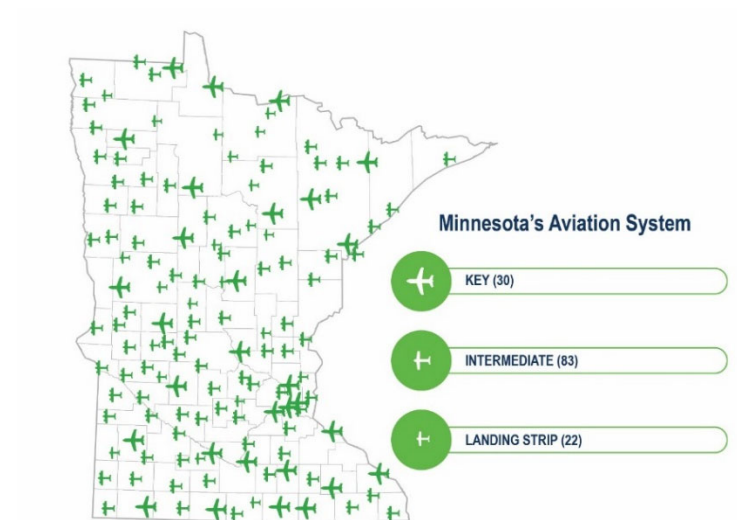 Minnesota's Aviation System
KEY (30)
INTERMEDIATE (83)
LANDING STRIP (22)